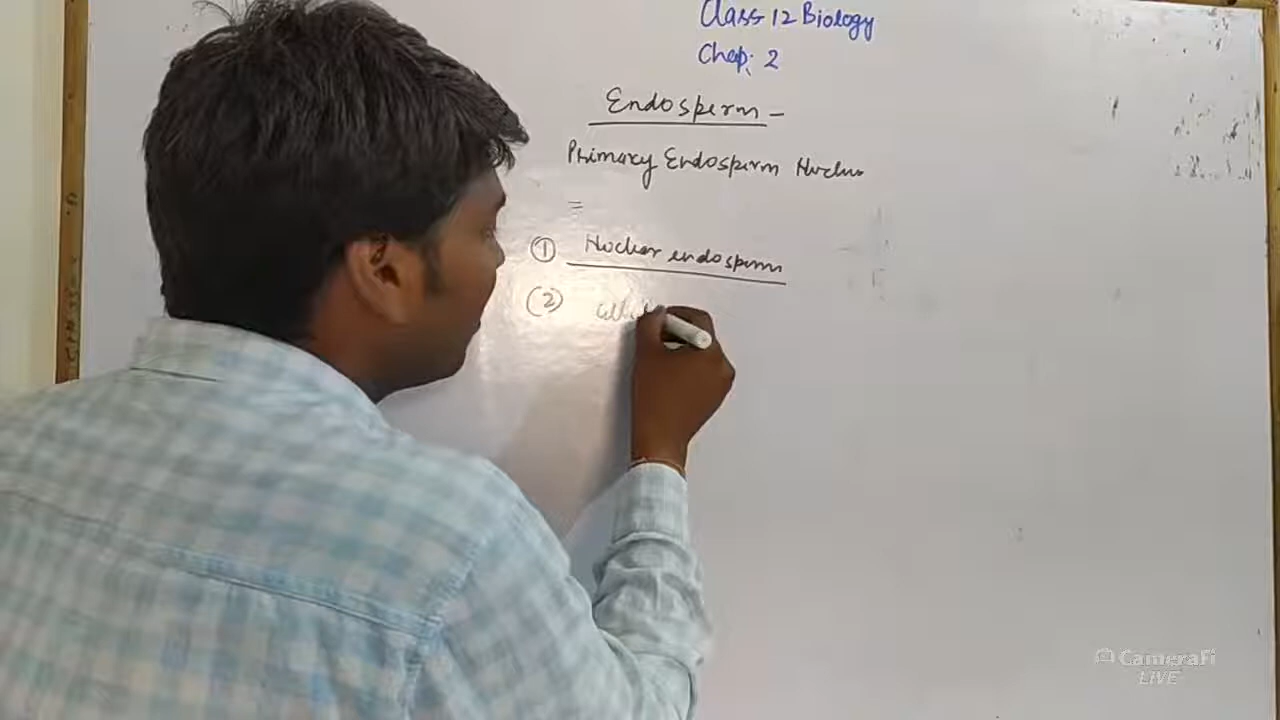 Class 12 Biology
Chap: 2
Endosperm -
Primary Endosperm Nucleus
=
① Nuclear endosperm
(2)
CameraFi
LIVE